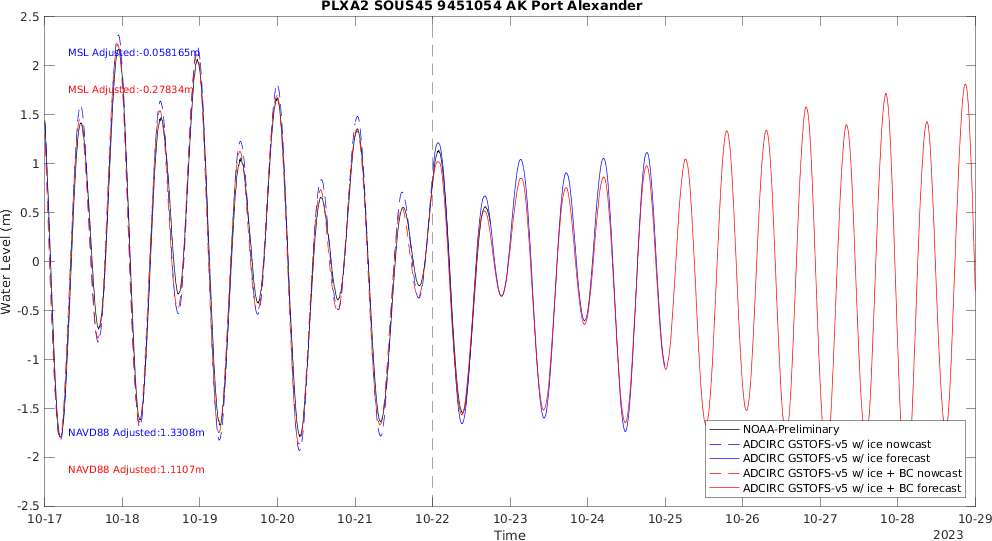 PLXA2 SOUS45 9451054 AK Port Alexander
2.5
2
1.5
1
0.5
0
-0.5
-1
-1.5
-2
-2.5
Water Level (m)
MSL Adjusted:-0.058165m
MSL Adjusted:-0.27834m
NAVD88 Adjusted:1.3308m
NAVD88 Adjusted:1.1107m
NOAA-Preliminary
ADCIRC GSTOFS-v5 w/ ice nowcast
ADCIRC GSTOFS-v5 w/ ice forecast
ADCIRC GSTOFS-v5 w/ ice + BC nowcast
ADCIRC GSTOFS-v5 w/ ice + BC forecast
10-17 10-18 10-19 10-20 10-21 10-22 10-23 10-24 10-25 10-26 10-27 10-28 10-29
Time
2023